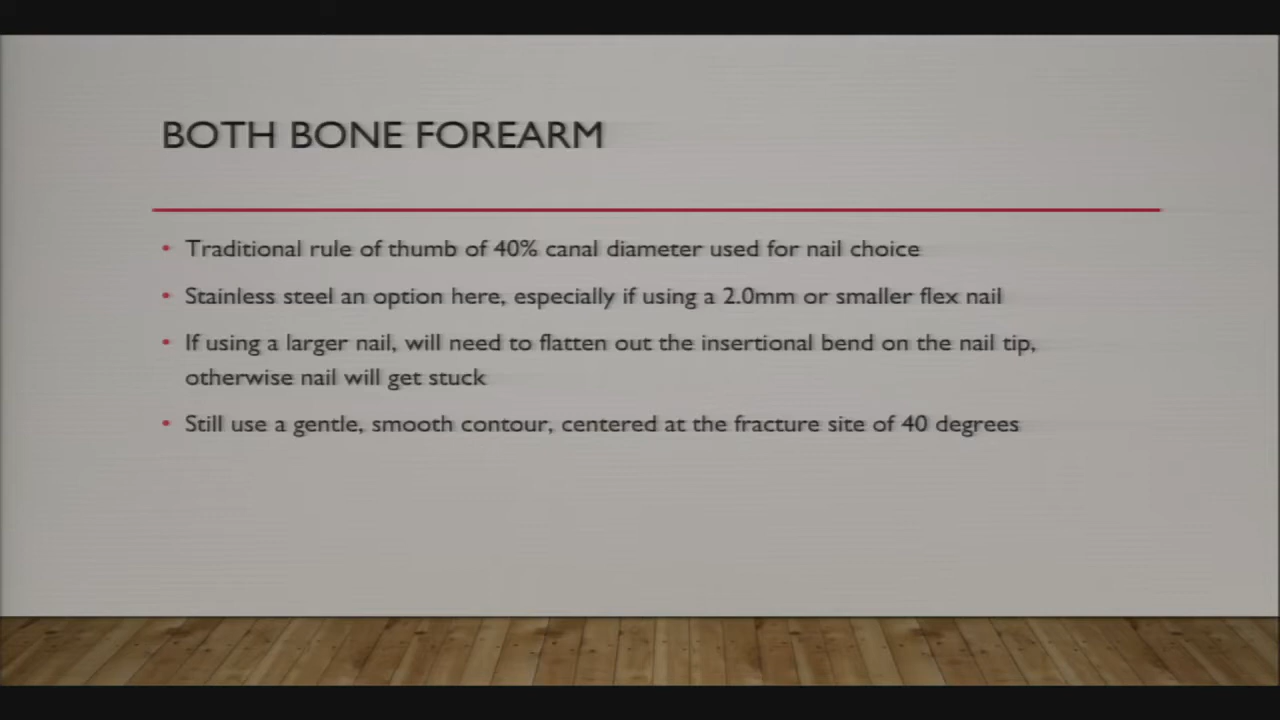 BOTH BONE FOREARM
• Traditional rule of thumb of 40% canal diameter used for nail choice
• Stainless steel an option here, especially if using a 2.0mm or smaller flex nail
• If using a larger nail, will need to flatten out the insertional bend on the nail tip,
otherwise nail will get stuck
• Still use a gentle, smooth contour, centered at the fracture site of 40 degrees